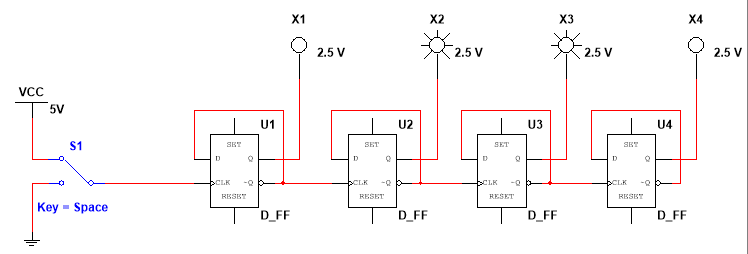 X1 X2 X3 X4
2.5 V 2.5 V 2.5 V 2.5 V
VCC
5V
U1 U2 U3 U4
S1
SET SET SET SET
D Q D Q D Q D Q
CLK ~Q CLK ~Q CLK ~Q CLK ~Q
RESET RESET RESET RESET
Key = Space
D_FF D_FF D_FF D_FF